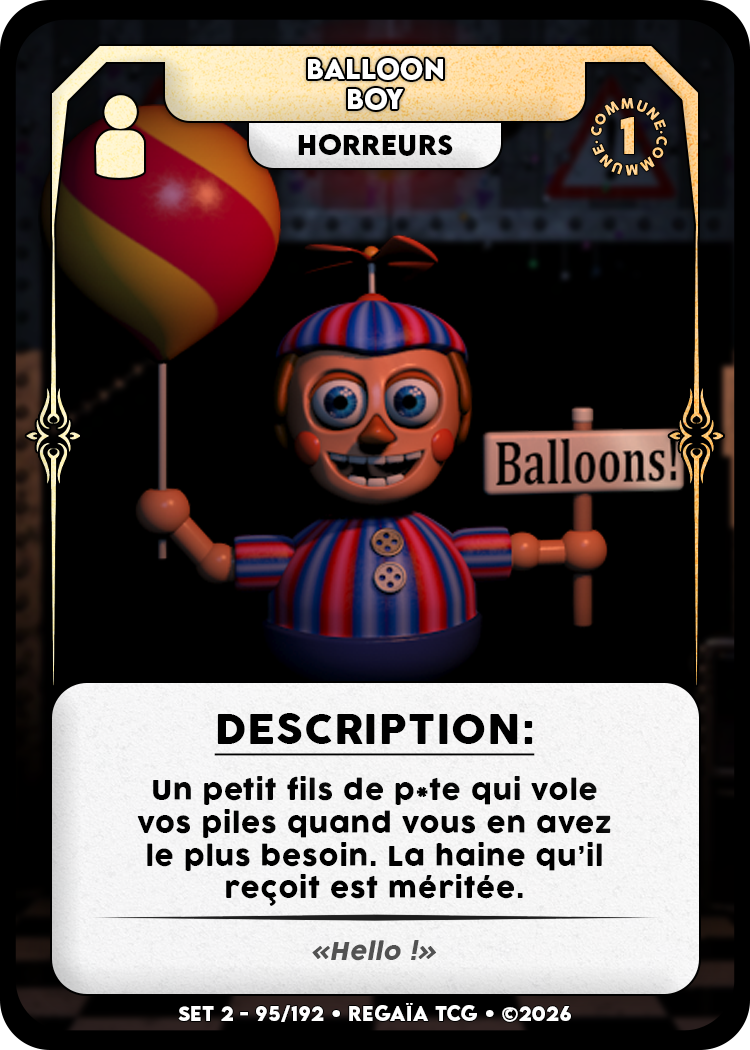 BALLOON
BOY
HORREURS
COMMUNE • COMMUNE •
1
Balloons!
DESCRIPTION:
Un petit fils de p*te qui vole
vos piles quand vous en avez
le plus besoin. La haine qu'il
reçoit est méritée.
«Hello !»
SET 2 - 95/192 • REGAÏA TCG • ©2026